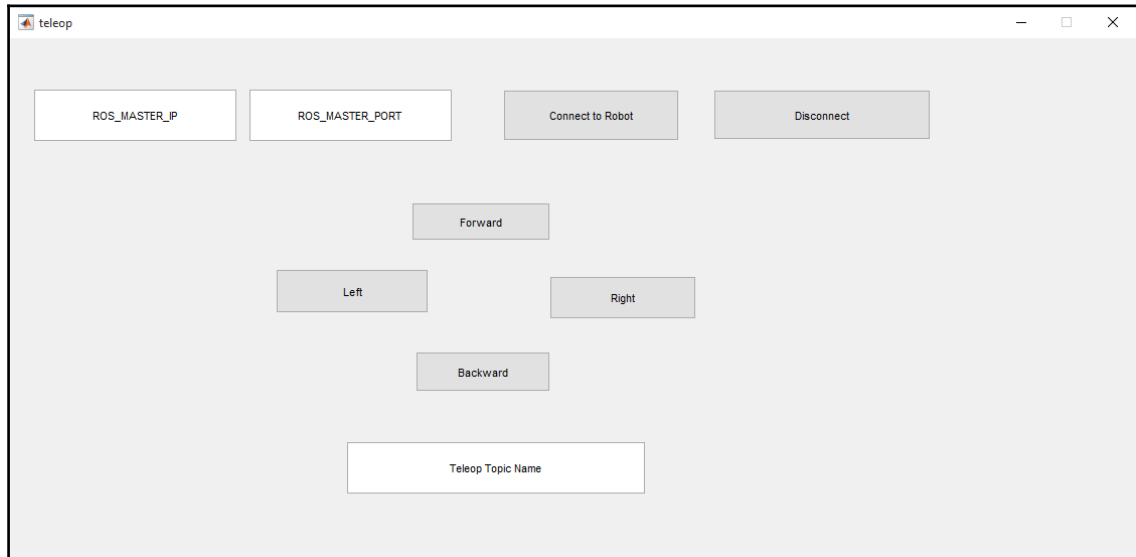 teleop
ROS_MASTER_IP
ROS_MASTER_PORT
Connect to Robot
Disconnect
Forward
Left
Right
Backward
Teleop Topic Name